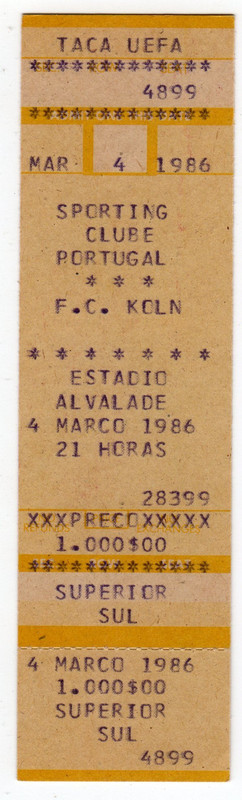 TACA UEFA
*************
4899
*************
MAR 4 1986
SPORTING
CLUBE
PORTUGAL
* * *
F.C. KOLN
* * * * * * *
ESTADIO
ALVALADE
4 MARCO 1986
21 HORAS
28399
XXXPRECOXXXXX
1.000$00
*************
SUPERIOR
SUL
4 MARCO 1986
1.000$00
SUPERIOR
SUL
4899